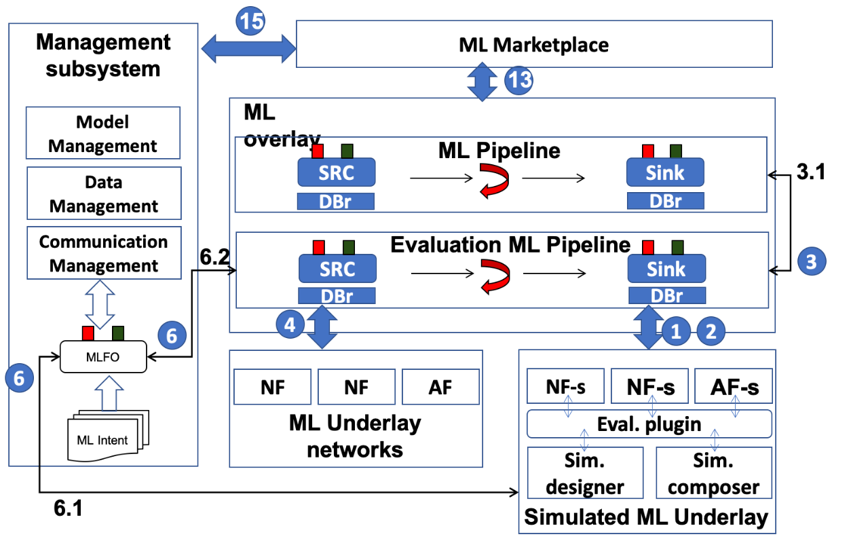 15
Management
subsystem
ML Marketplace
13
ML
overlay
Model
Management
ML Pipeline
SRC
Sink
3.1
DBr
DBr
Data
Management
Communication
Management
6.2
Evaluation ML Pipeline
SRC
Sink
3
DBr
DBr
4
1
2
6
MLFO
6
NF
NF
AF
NF-s
NF-s
AF-s
ML Underlay
networks
Eval. plugin
ML Intent
Sim.
designer
Sim.
composer
6.1
Simulated ML Underlay